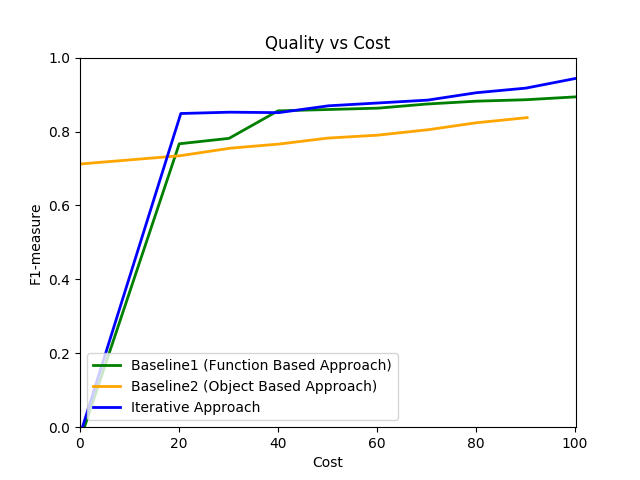 Quality vs Cost
F1-measure
1.0
0.8
0.6
0.4
0.2
0.0
Baseline1 (Function Based Approach)
Baseline2 (Object Based Approach)
Iterative Approach
0 20 40 60 80 100
Cost